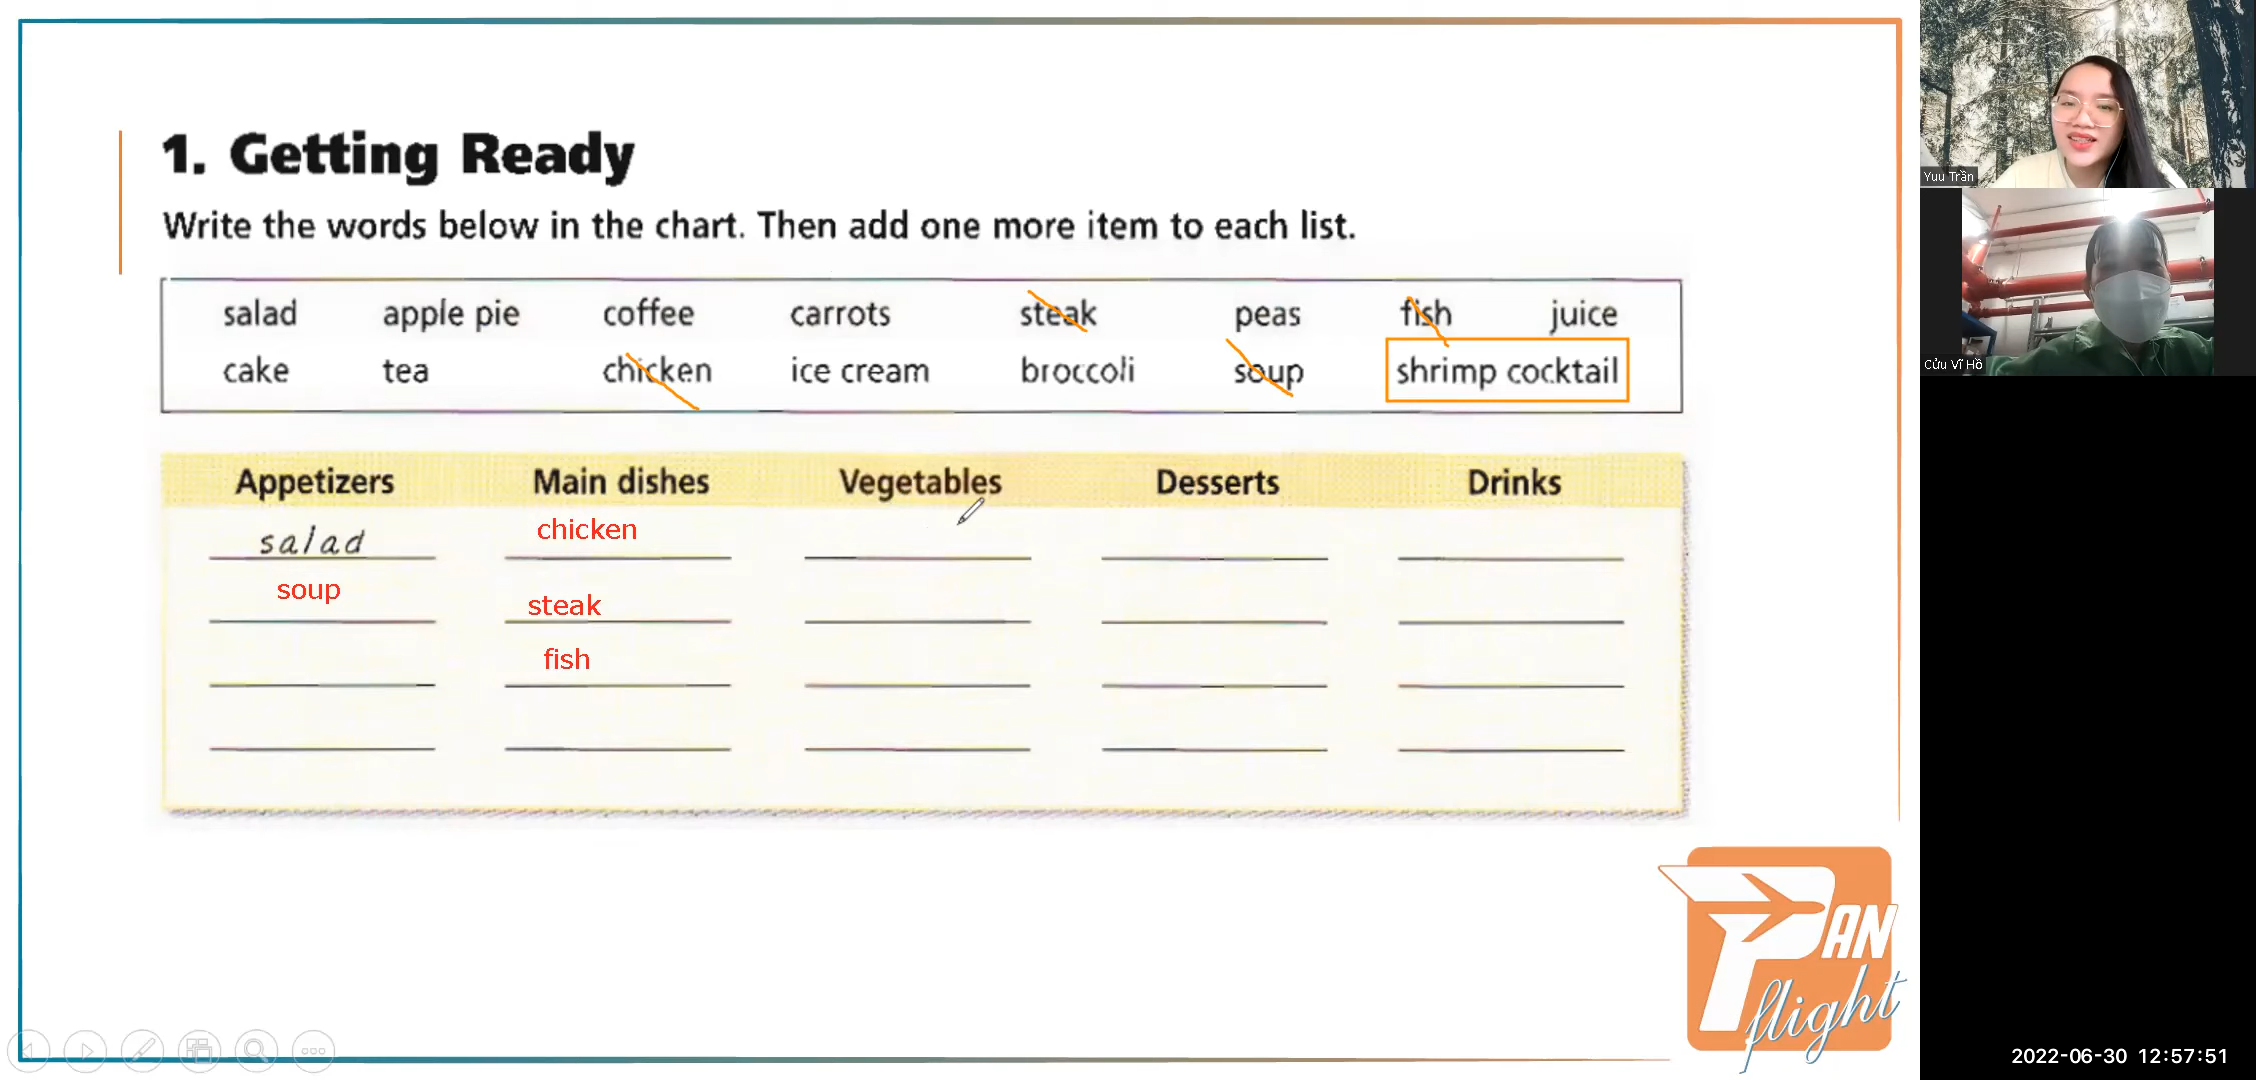 1. Getting Ready
Write the words below in the chart. Then add one more item to each list.
salad apple pie coffee carrots steak peas fish juice
cake tea chicken ice cream broccoli soup shrimp cocktail
Appetizers Main dishes Vegetables Desserts Drinks
salad chicken
soup steak
fish
PAN
flight
Yuu Trần
Cửu Vĩ Hồ
2022-06-30 12:57:51